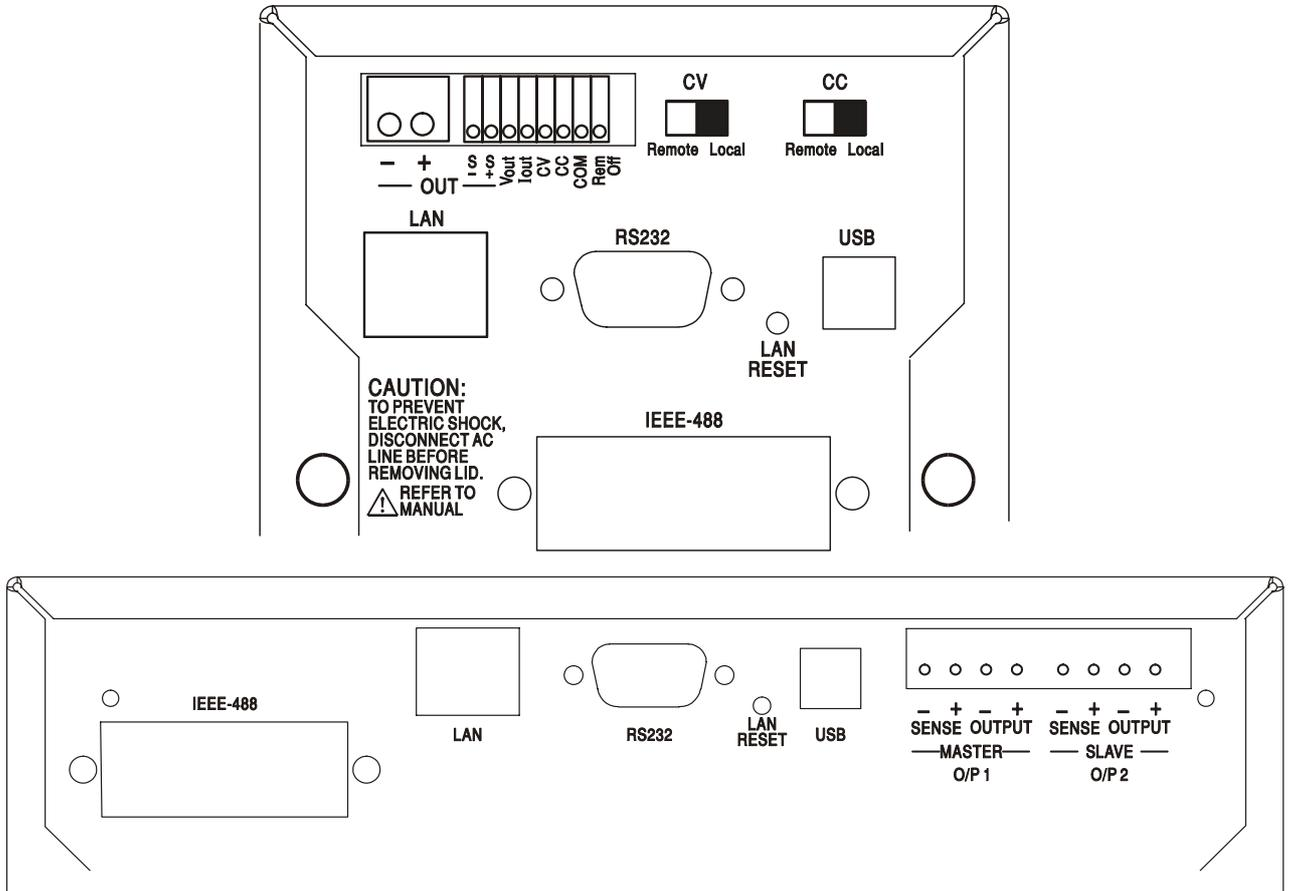 CV CC
Remote Local Remote Local
− + S − S + Vout Iout CV CC COM Rem Off
OUT
LAN
RS232
USB
LAN
RESET
CAUTION:
TO PREVENT
ELECTRIC SHOCK,
DISCONNECT AC
LINE BEFORE
REMOVING LID.
REFER TO
MANUAL
IEEE-488
IEEE-488
LAN
RS232
LAN
RESET
USB
− + − + − + − +
SENSE OUTPUT SENSE OUTPUT
MASTER SLAVE
O/P 1 O/P 2